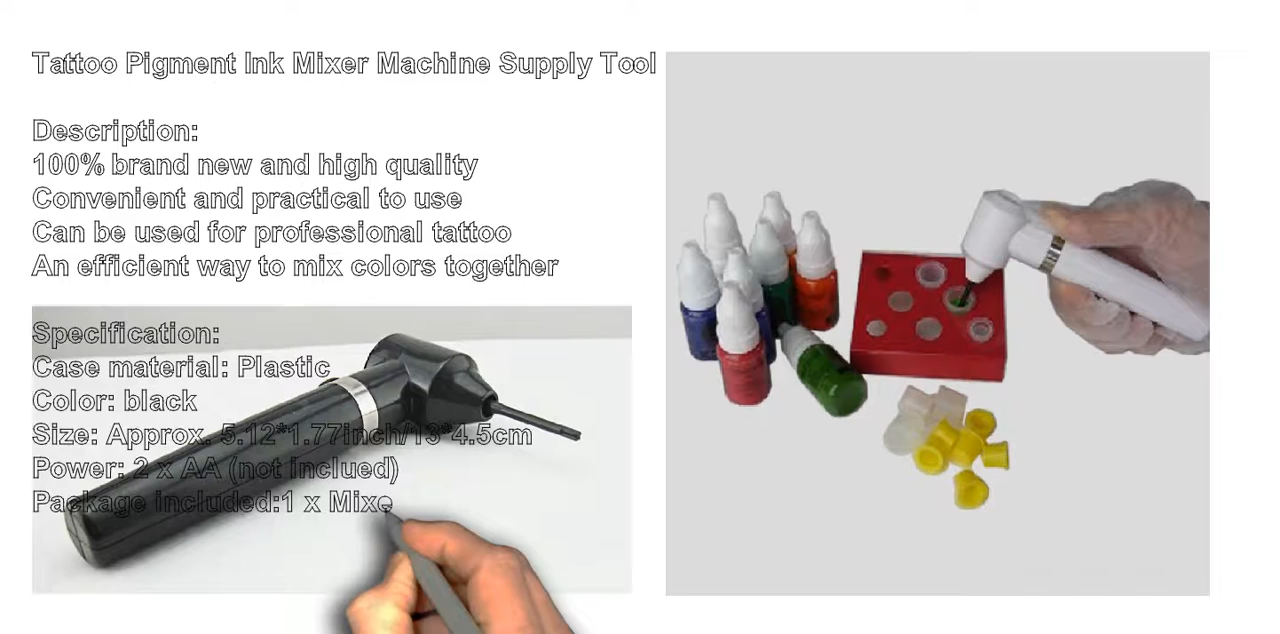 Tattoo Pigment Ink Mixer Machine Supply Tool
Description:
100% brand new and high quality
Convenient and practical to use
Can be used for professional tattoo
An efficient way to mix colors together
Specification:
Case material: Plastic
Color: black
Size: Approx. 5.12*1.77inch/13*4.5cm
Power: 2 x AA (not inclued)
Package included:1 x Mixe